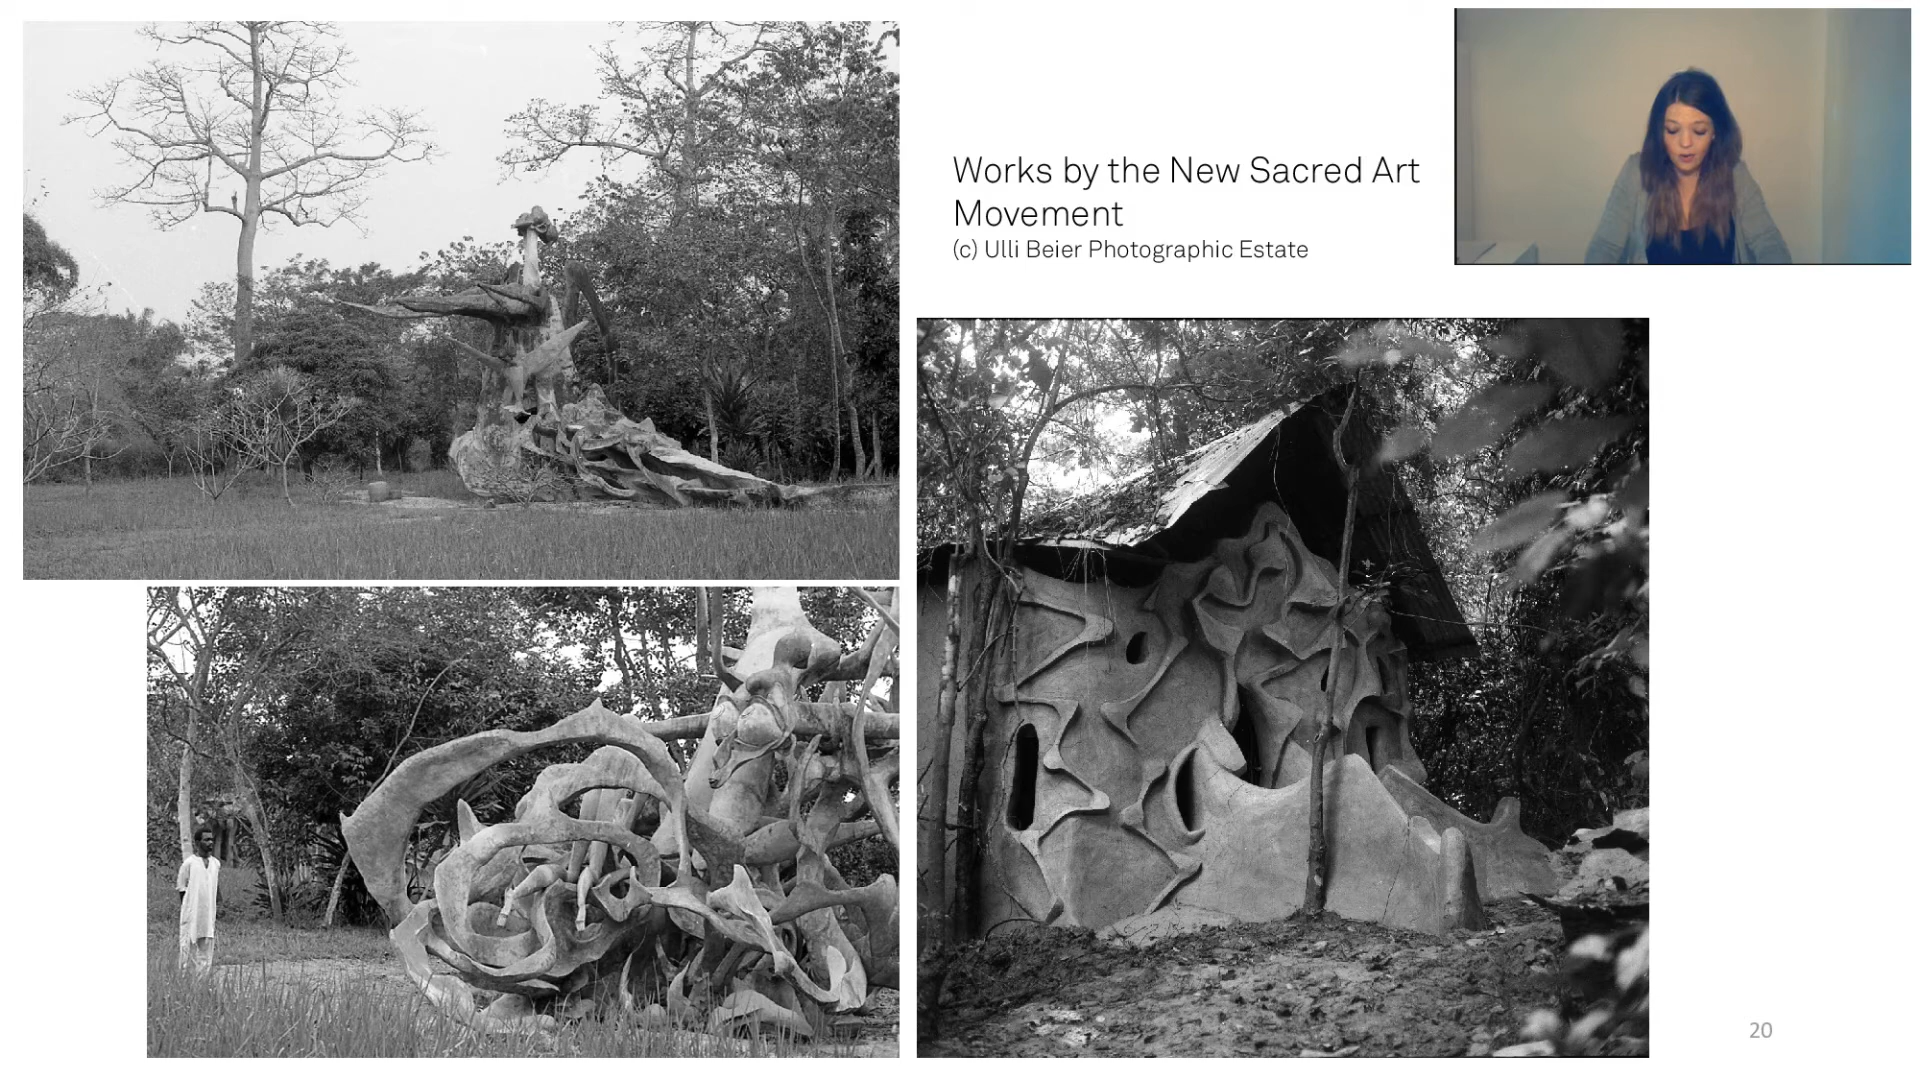 Works by the New Sacred Art
Movement
(c) Ulli Beier Photographic Estate
20